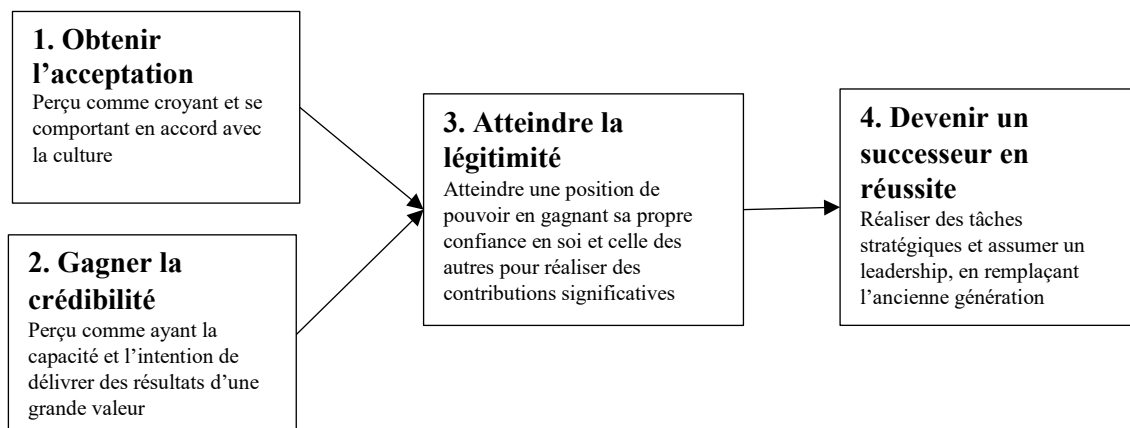 1. Obtenir
l’acceptation
Perçu comme croyant et se
comportant en accord avec
la culture
2. Gagner la
crédibilité
Perçu comme ayant la
capacité et l’intention de
délivrer des résultats d’une
grande valeur
3. Atteindre la
légitimité
Atteindre une position de
pouvoir en gagnant sa propre
confiance en soi et celle des
autres pour réaliser des
contributions significatives
4. Devenir un
successeur en
réussite
Réaliser des tâches
stratégiques et assumer un
leadership, en remplaçant
l’ancienne génération